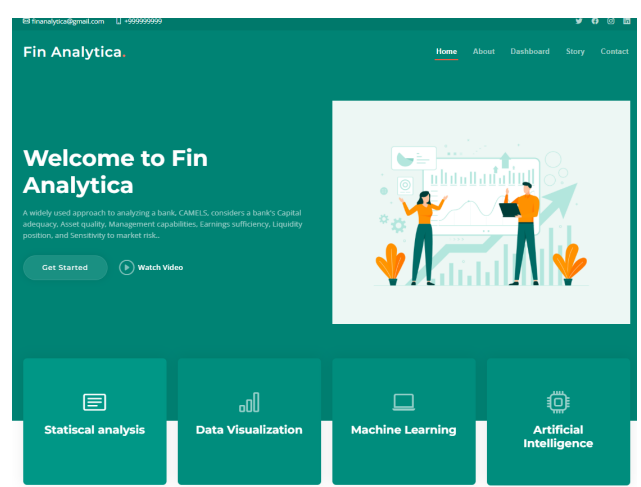 finanalytica@gmail.com +999999999
Fin Analytica.
Home About Dashboard Story Contact
Welcome to Fin
Analytica
A widely used approach to analyzing a bank, CAMELS, considers a bank's Capital
adequacy, Asset quality, Management capabilities, Earnings sufficiency, Liquidity
position, and Sensitivity to market risk..
Get Started Watch Video
Statiscal analysis
Data Visualization
Machine Learning
Artificial
Intelligence